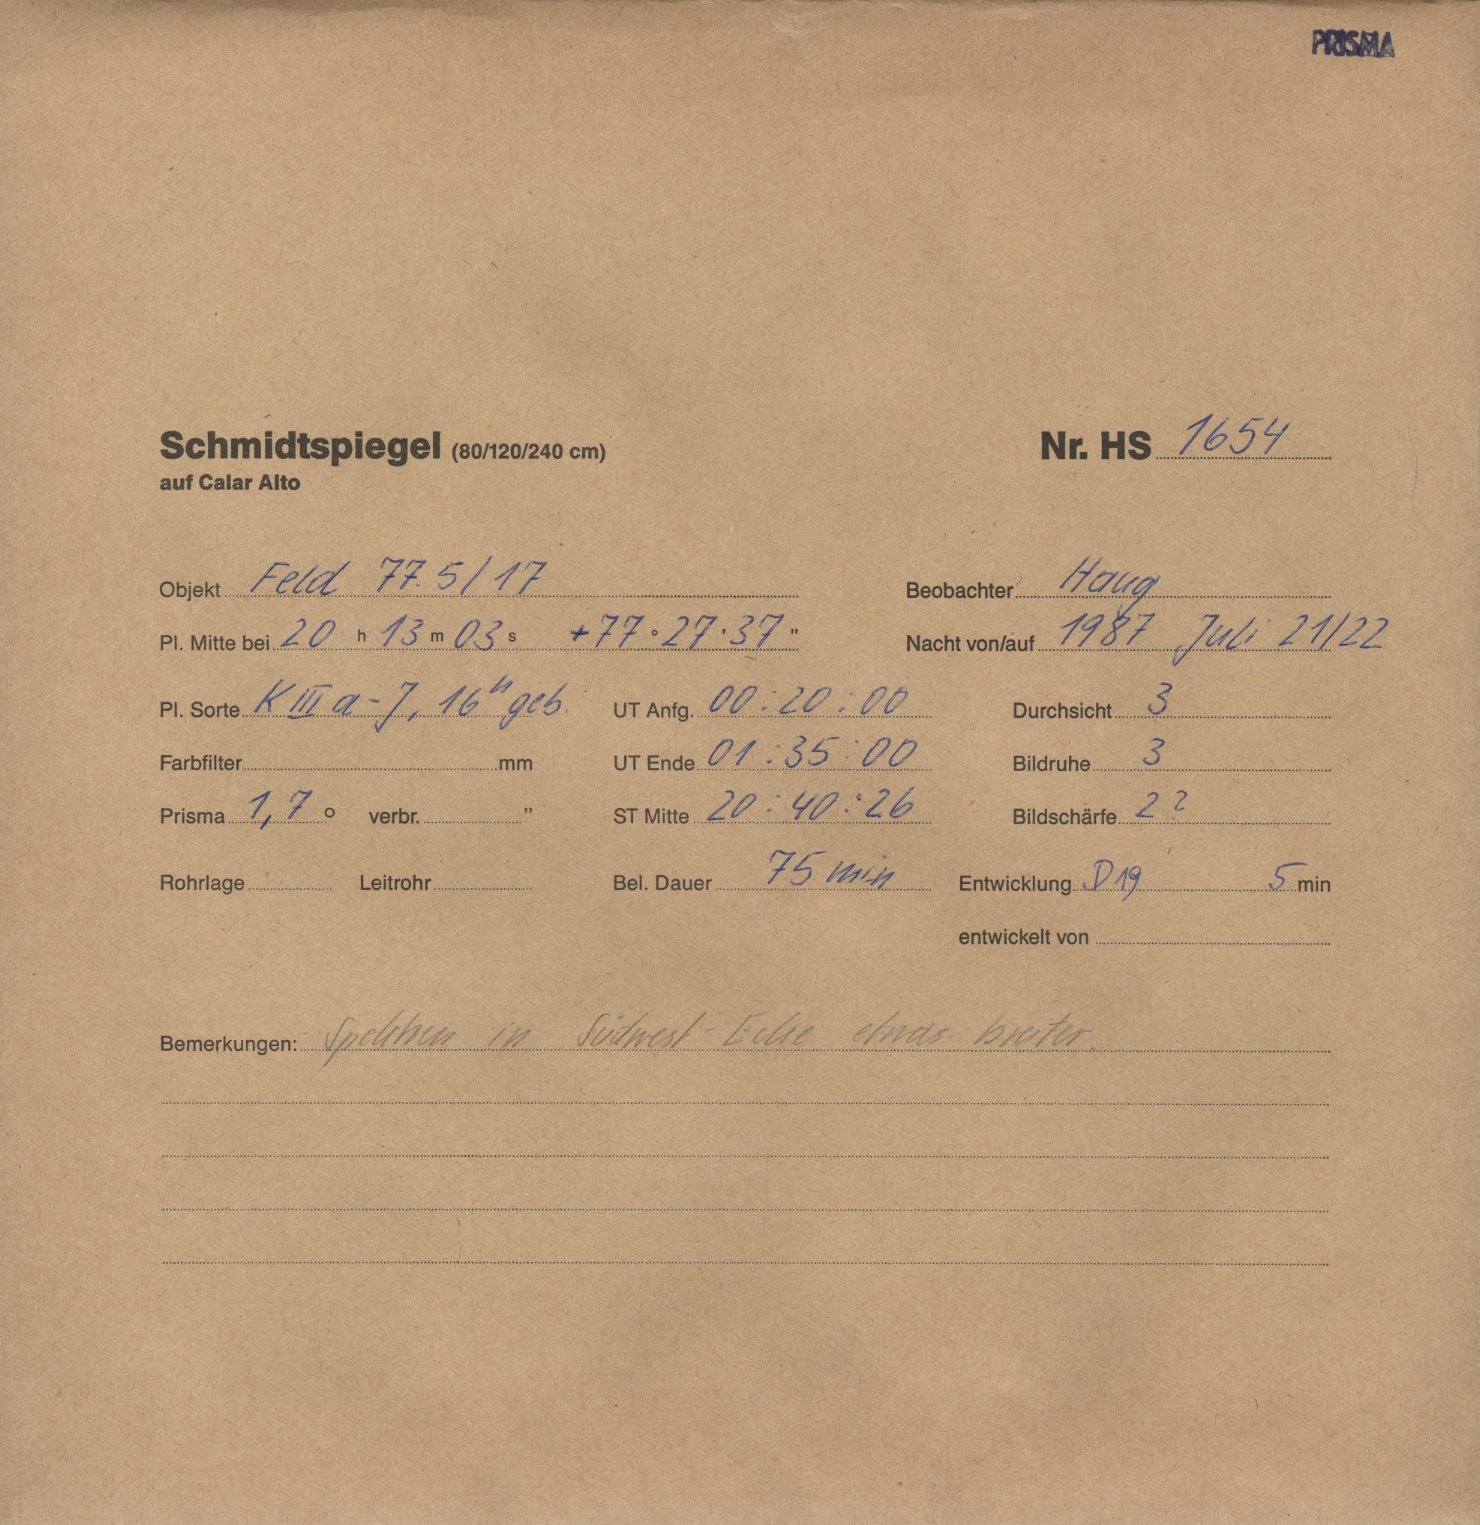 PRISMA
Schmidtspiegel (80/120/240 cm) Nr. HS 1654
auf Calar Alto
Objekt Feld 77.5/17 Beobachter Haug
Pl. Mitte bei 20 h 13 m 03 s +77°27'37" Nacht von/auf 1987 Juli 21/22
Pl. Sorte K III a-J, 16ʰ geb. UT Anfg. 00:20:00 Durchsicht 3
Farbfilter mm UT Ende 01:35:00 Bildruhe 3
Prisma 1,7° verbr. " ST Mitte 20:40:26 Bildschärfe 2?
Rohrlage Leitrohr Bel. Dauer 75 min Entwicklung D19 5 min
entwickelt von
Bemerkungen: Spektren in Südwest-Ecke etwas breiter.